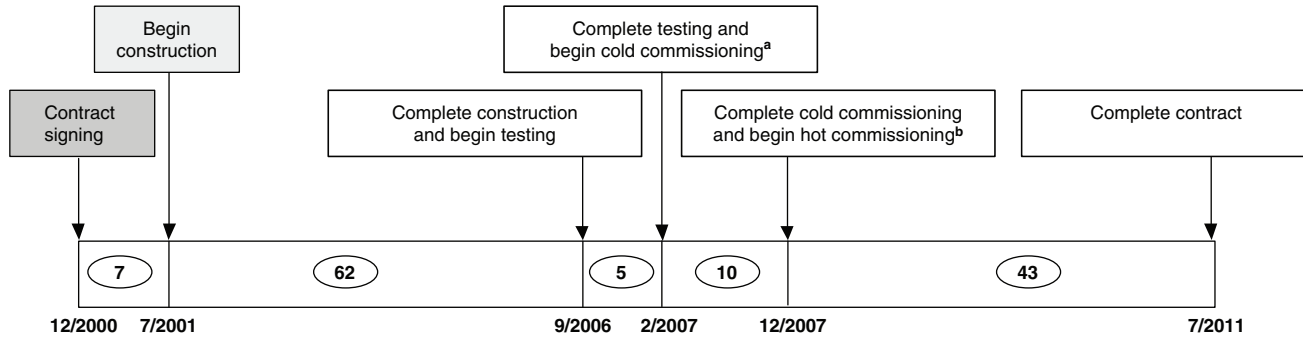 Begin
construction
Complete testing and
begin cold commissioningᵃ
Contract
signing
Complete construction
and begin testing
Complete cold commissioning
and begin hot commissioningᵇ
Complete contract
7
62
5
10
43
12/2000
7/2001
9/2006
2/2007
12/2007
7/2011